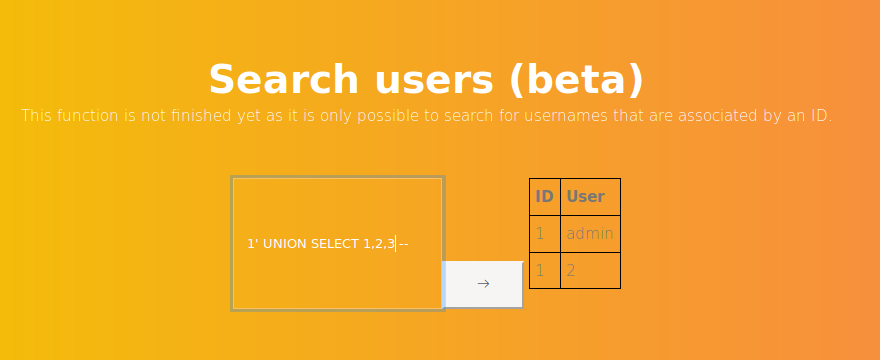 Search users (beta)
This function is not finished yet as it is only possible to search for usernames that are associated by an ID.
1' UNION SELECT 1,2,3 --
→
ID User
1 admin
1 2